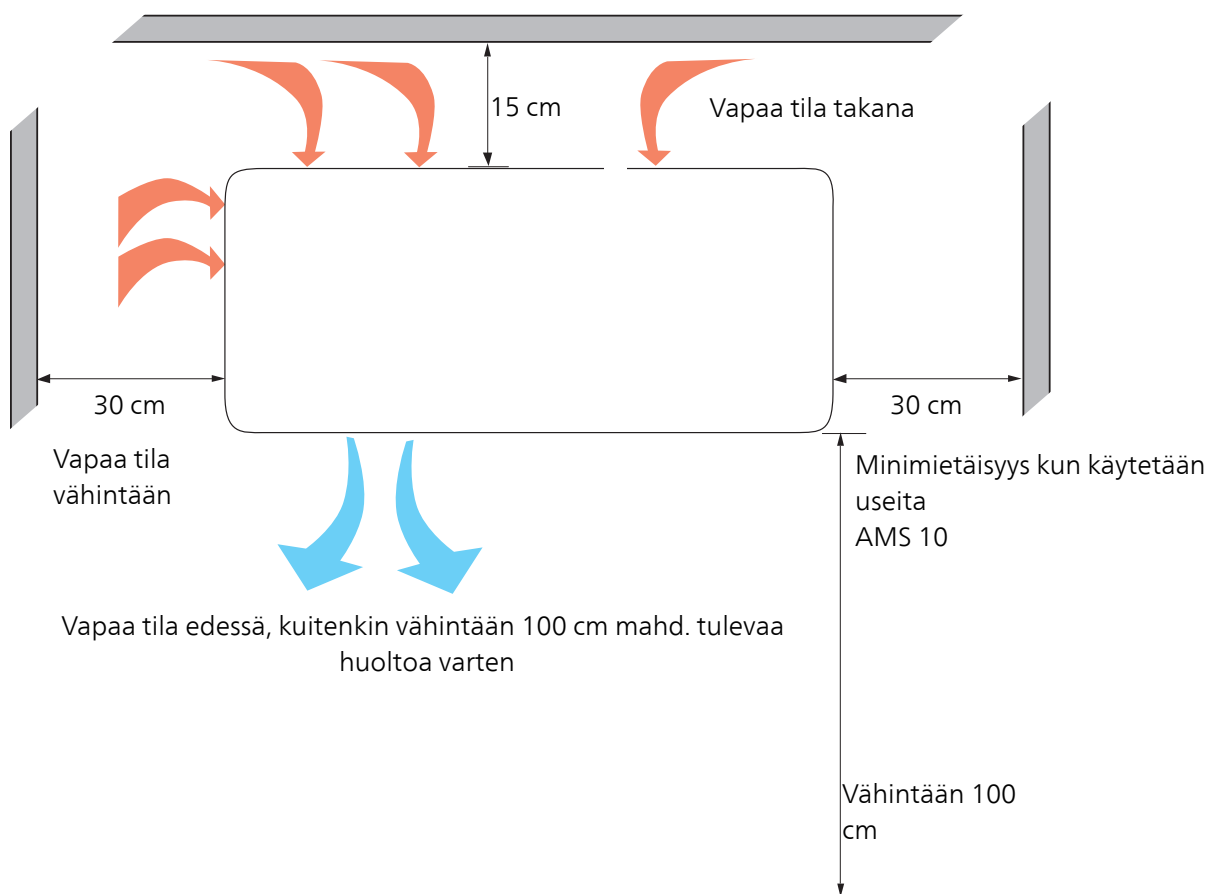 15 cm
Vapaa tila takana
30 cm
30 cm
Vapaa tila
vähintään
Minimietäisyys kun käytetään
useita
AMS 10
Vapaa tila edessä, kuitenkin vähintään 100 cm mahd. tulevaa
huoltoa varten
Vähintään 100
cm